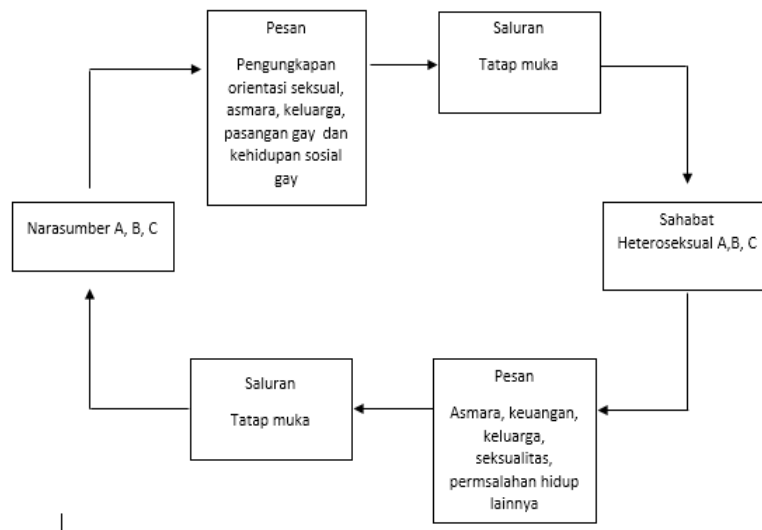 Pesan
Pengungkapan
orientasi seksual,
asmara, keluarga,
pasangan gay dan
kehidupan sosial
gay
Saluran
Tatap muka
Narasumber A, B, C
Sahabat
Heteroseksual A,B, C
Saluran
Tatap muka
Pesan
Asmara, keuangan,
keluarga,
seksualitas,
permsalahan hidup
lainnya